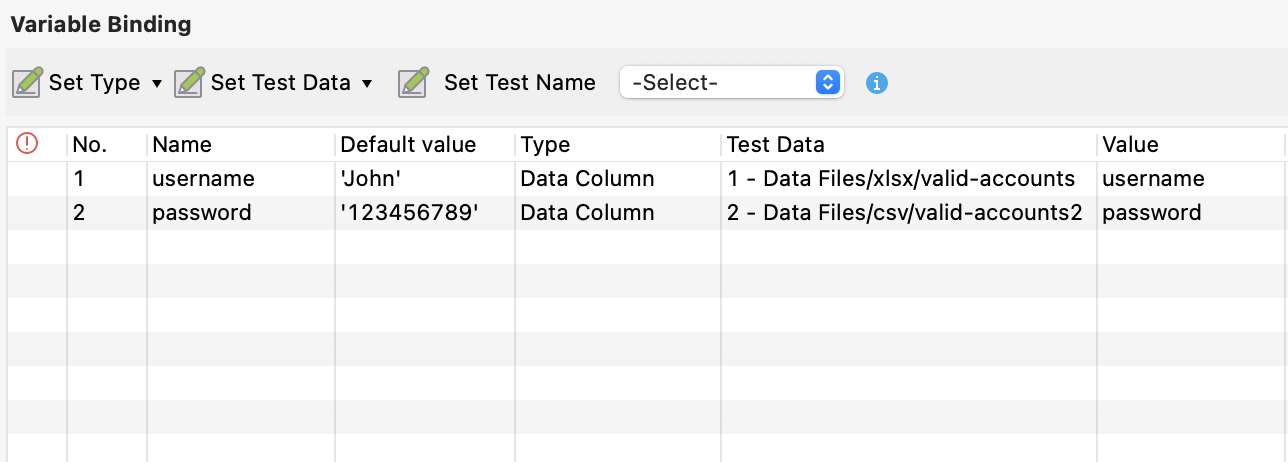 Variable Binding
Set Type Set Test Data Set Test Name -Select-
No. Name Default value Type Test Data Value
1 username 'John' Data Column 1 - Data Files/xlsx/valid-accounts username
2 password '123456789' Data Column 2 - Data Files/csv/valid-accounts2 password